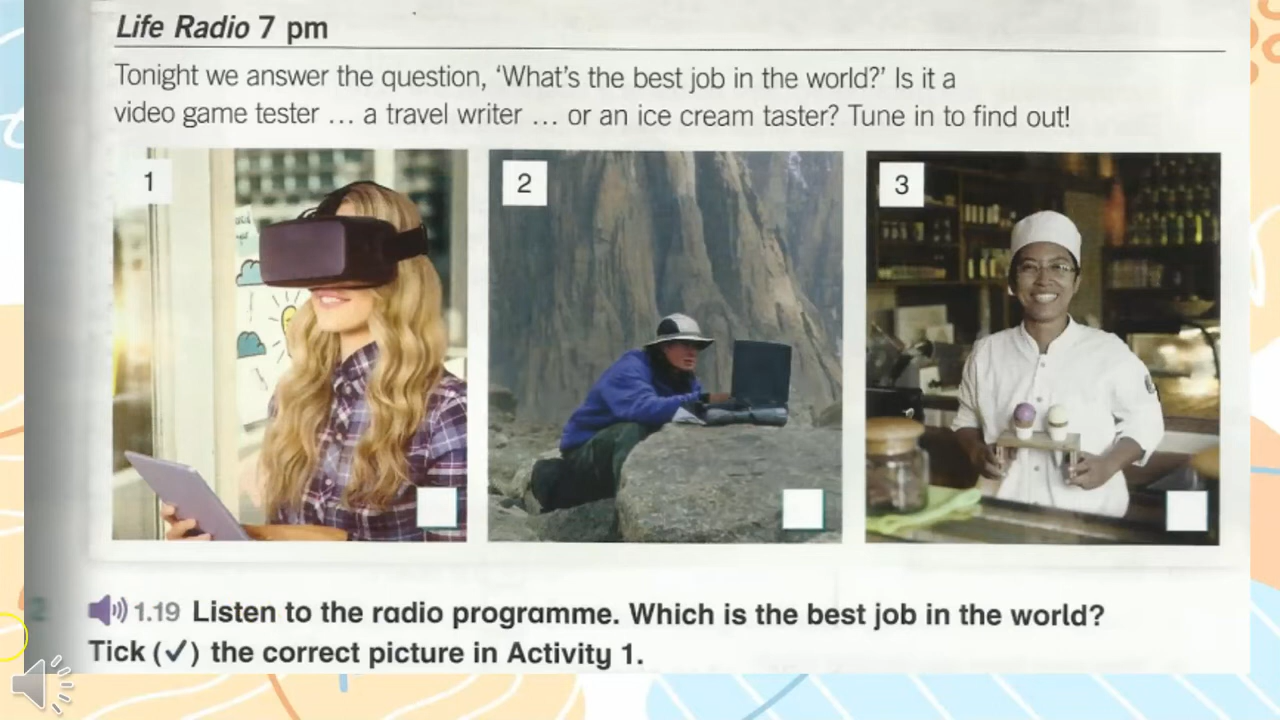 Life Radio 7 pm
Tonight we answer the question, ‘What’s the best job in the world?’ Is it a
video game tester ... a travel writer ... or an ice cream taster? Tune in to find out!
1
2
3
2
1.19 Listen to the radio programme. Which is the best job in the world?
Tick (✓) the correct picture in Activity 1.